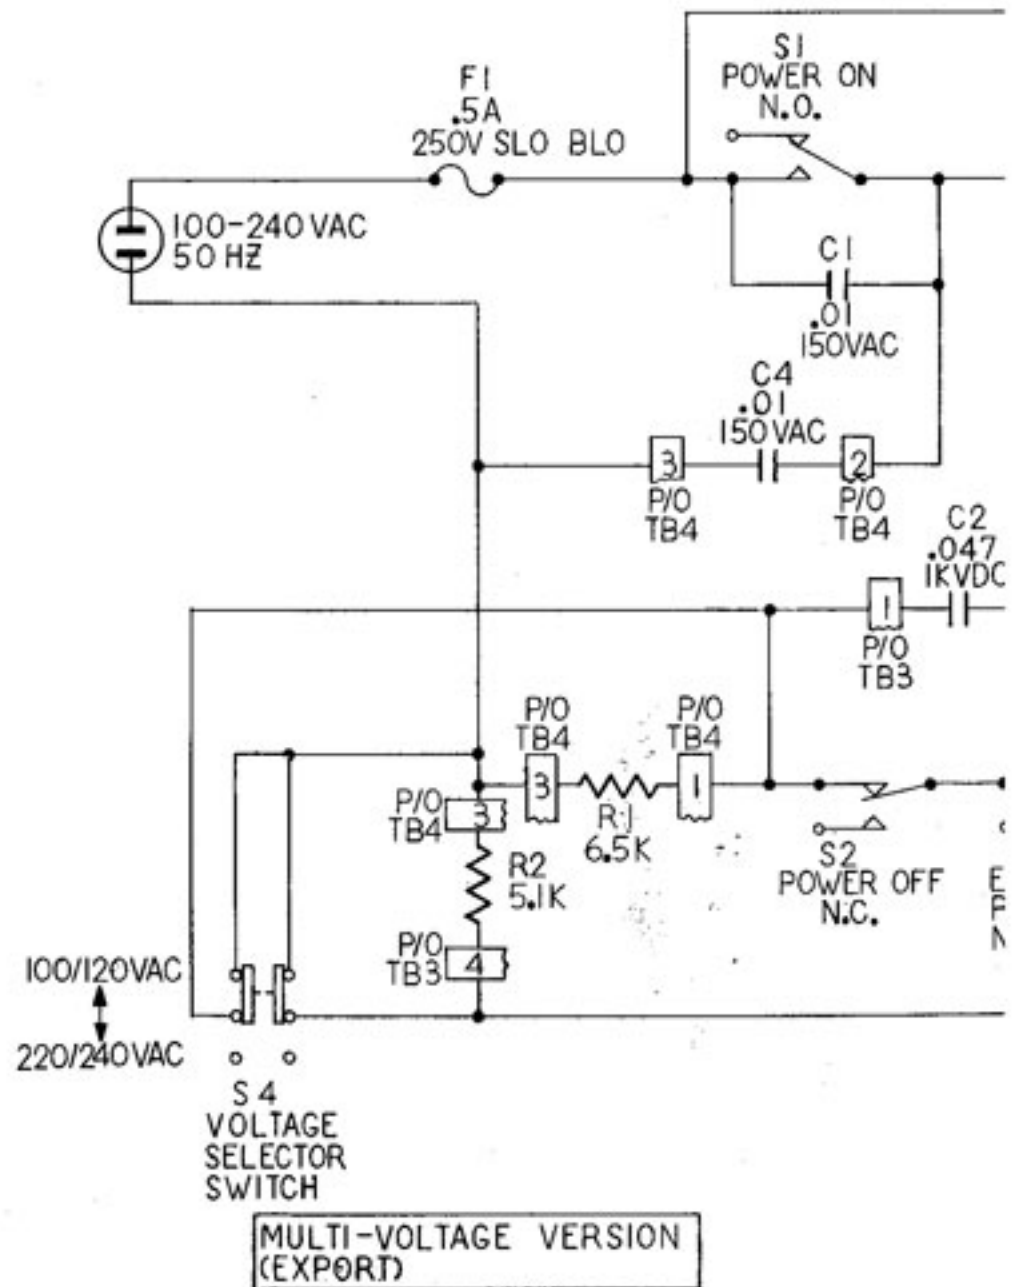 S1
POWER ON
N.O.
F1
.5A
250V SLO BLO
100-240 VAC
50 HZ
C1
.01
150VAC
C4
.01
150 VAC
3
P/O
TB4
2
P/O
TB4
C2
.047
1KVDC
1
P/O
TB3
P/O
TB4
3
R1
6.5K
P/O
TB4
1
P/O
TB4
3
R2
5.1K
P/O
TB3
4
S2
POWER OFF
N.C.
E
P
N
100/120VAC
220/240VAC
S4
VOLTAGE
SELECTOR
SWITCH
MULTI-VOLTAGE VERSION
(EXPORT)